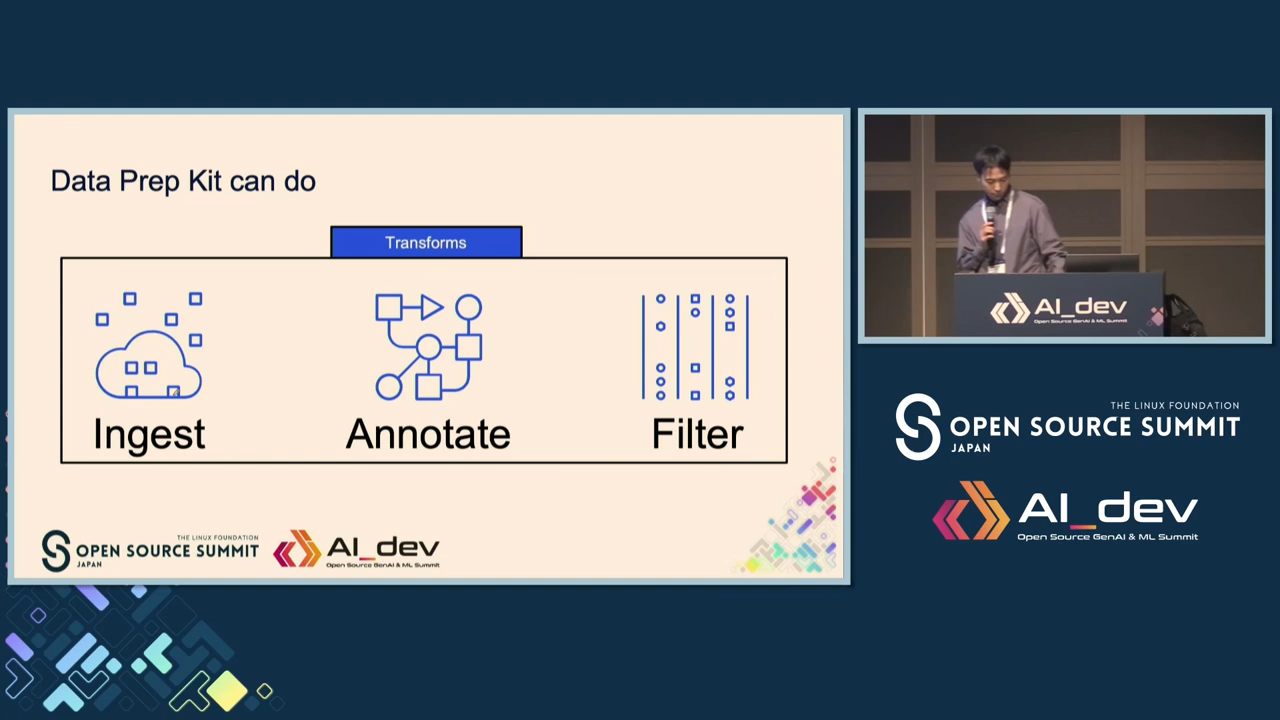 Data Prep Kit can do
Transforms
Ingest
Annotate
Filter
THE LINUX FOUNDATION
OPEN SOURCE SUMMIT
JAPAN
AI_dev
Open Source GenAI & ML Summit
AI_dev
Open Source GenAI & ML Summit
THE LINUX FOUNDATION
OPEN SOURCE SUMMIT
JAPAN
AI_dev
Open Source GenAI & ML Summit